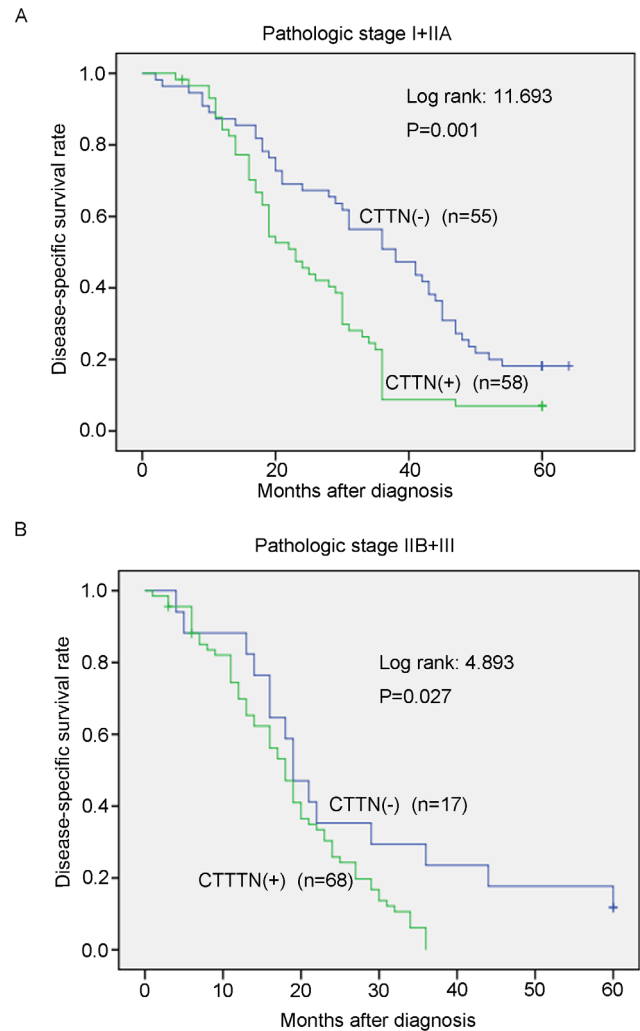 A
Pathologic stage I+IIA
1.0
Log rank: 11.693
P=0.001
0.8
0.6
CTTN(-) (n=55)
0.4
0.2
CTTN(+) (n=58)
0.0
Disease-specific survival rate
0 20 40 60
Months after diagnosis
B
Pathologic stage IIB+III
1.0
Log rank: 4.893
P=0.027
0.8
0.6
0.4
CTTN(-) (n=17)
CTTTN(+) (n=68)
0.2
0.0
Disease-specific survival rate
0 10 20 30 40 50 60
Months after diagnosis